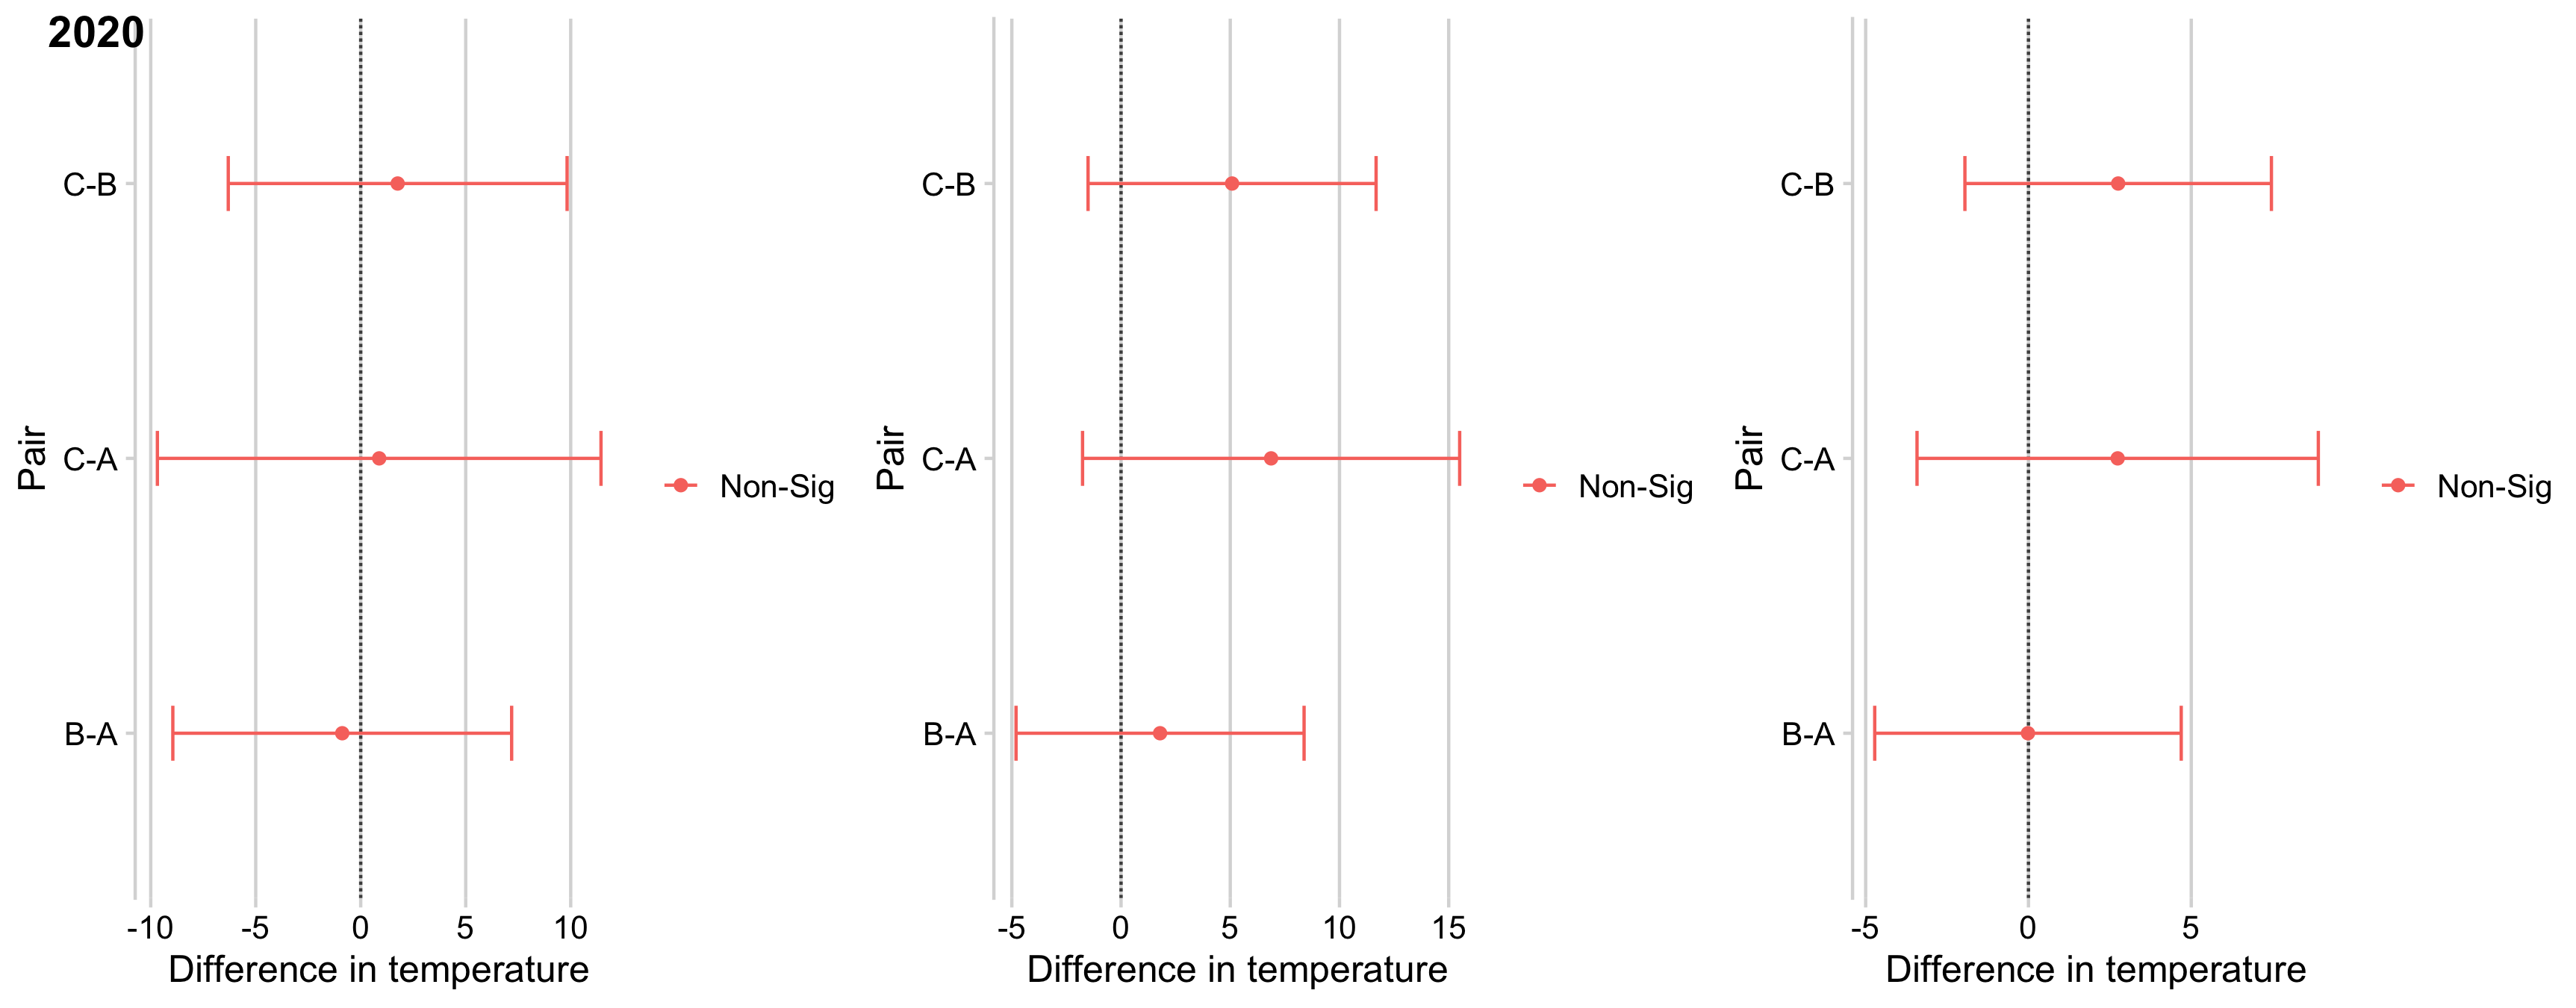 2020
C-B
C-A
B-A
Pair
-10 -5 0 5 10
Difference in temperature
Non-Sig
C-B
C-A
B-A
Pair
-5 0 5 10 15
Difference in temperature
Non-Sig
C-B
C-A
B-A
Pair
-5 0 5
Difference in temperature
Non-Sig